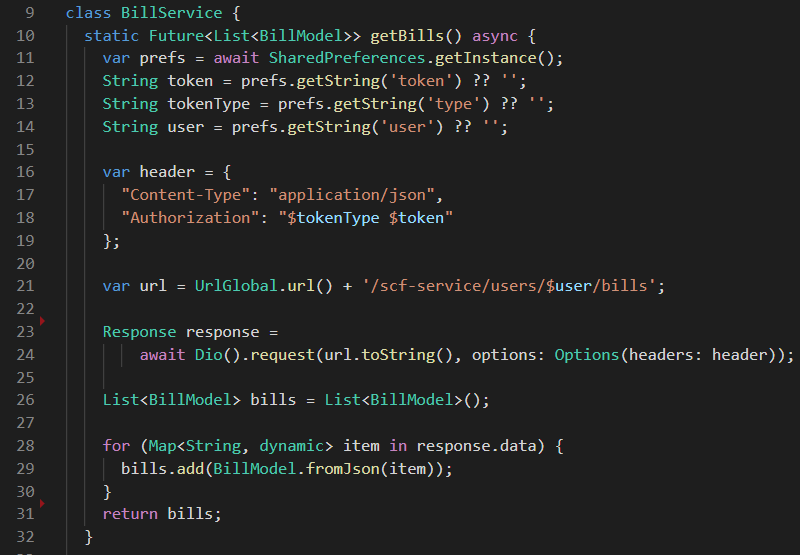 9 class BillService {
10 static Future<List<BillModel>> getBills() async {
11 var prefs = await SharedPreferences.getInstance();
12 String token = prefs.getString('token') ?? '';
13 String tokenType = prefs.getString('type') ?? '';
14 String user = prefs.getString('user') ?? '';
15
16 var header = {
17 "Content-Type": "application/json",
18 "Authorization": "$tokenType $token"
19 };
20
21 var url = UrlGlobal.url() + '/scf-service/users/$user/bills';
22
23 Response response =
24 await Dio().request(url.toString(), options: Options(headers: header));
25
26 List<BillModel> bills = List<BillModel>();
27
28 for (Map<String, dynamic> item in response.data) {
29 bills.add(BillModel.fromJson(item));
30 }
31 return bills;
32 }